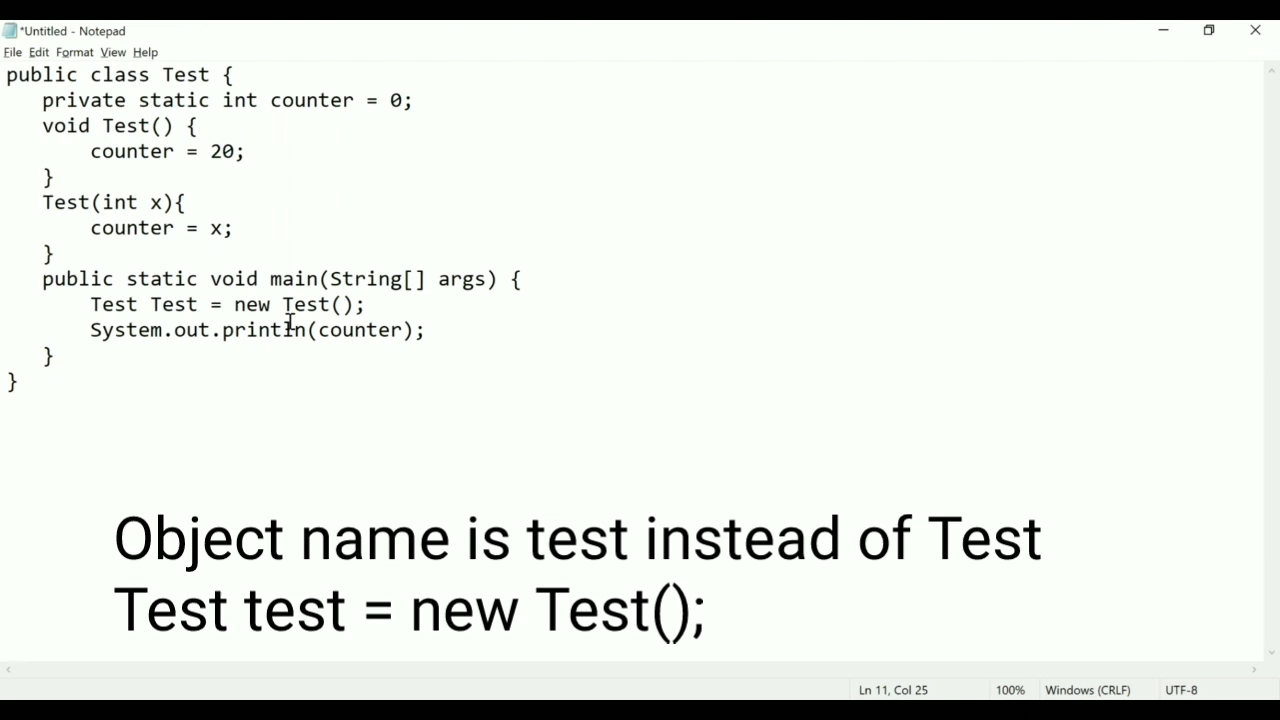 *Untitled - Notepad
File Edit Format View Help
public class Test {
private static int counter = 0;
void Test() {
counter = 20;
}
Test(int x){
counter = x;
}
public static void main(String[] args) {
Test Test = new Test();
System.out.println(counter);
}
}
Object name is test instead of Test
Test test = new Test();
Ln 11, Col 25 100% Windows (CRLF) UTF-8